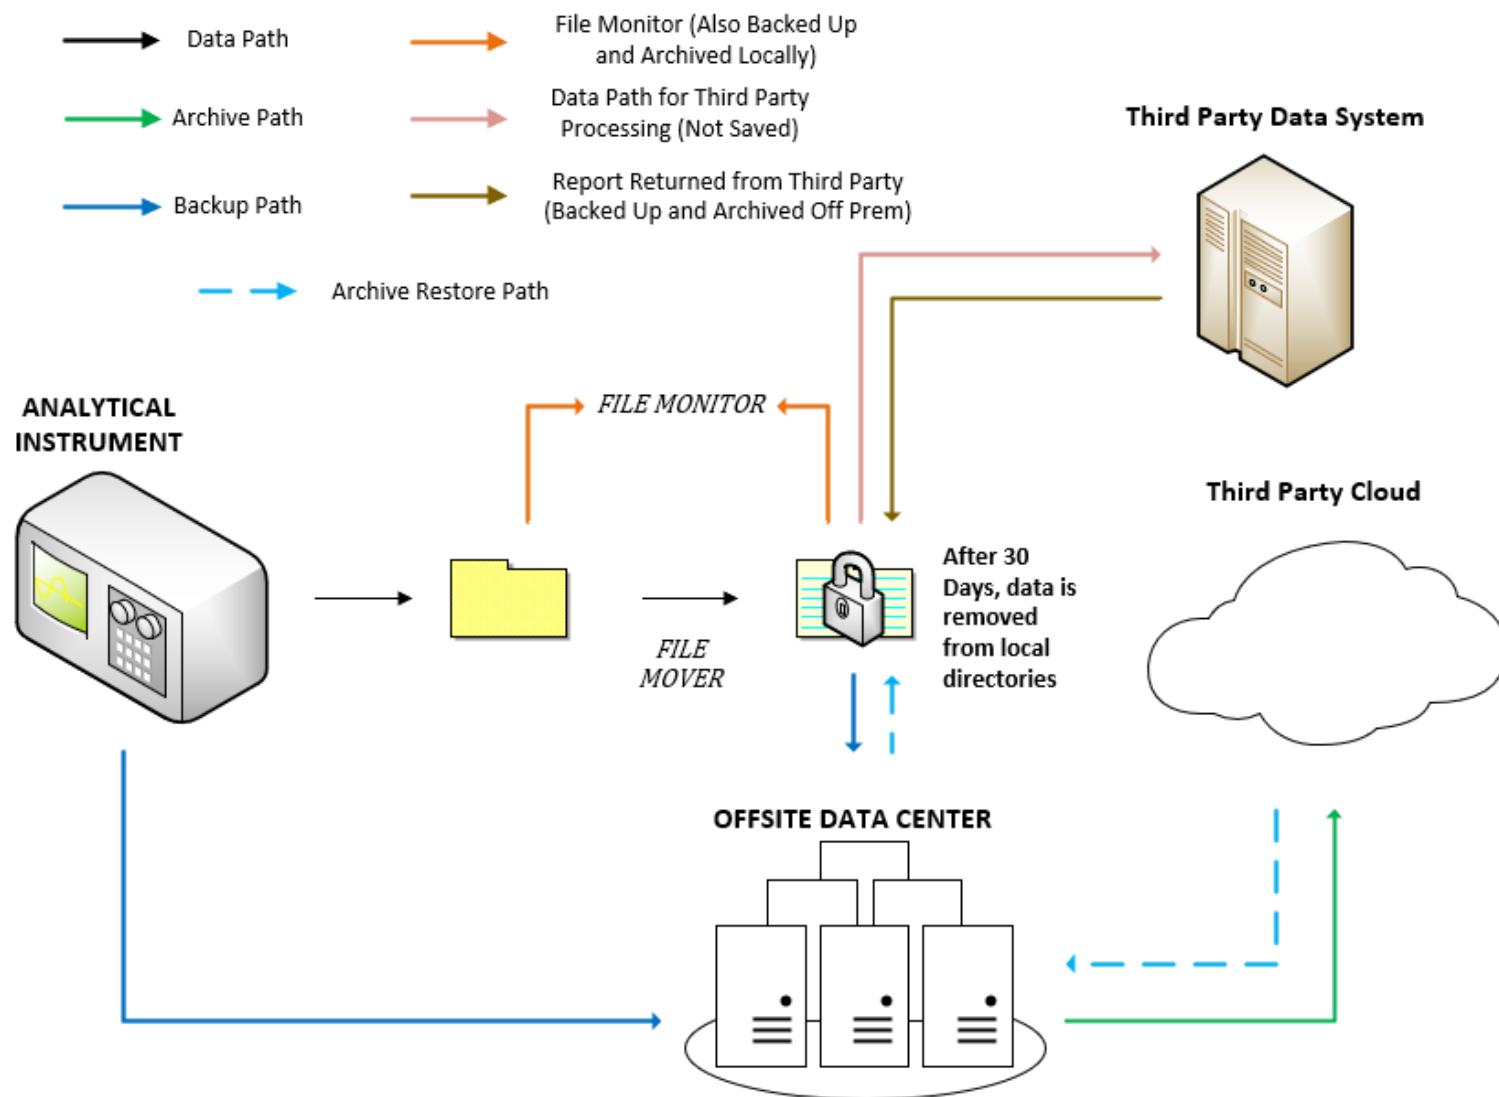 Data Path
File Monitor (Also Backed Up
and Archived Locally)
Archive Path
Data Path for Third Party
Processing (Not Saved)
Backup Path
Report Returned from Third Party
(Backed Up and Archived Off Prem)
Archive Restore Path
Third Party Data System
ANALYTICAL
INSTRUMENT
FILE MONITOR
Third Party Cloud
After 30
Days, data is
removed
from local
directories
FILE
MOVER
OFFSITE DATA CENTER